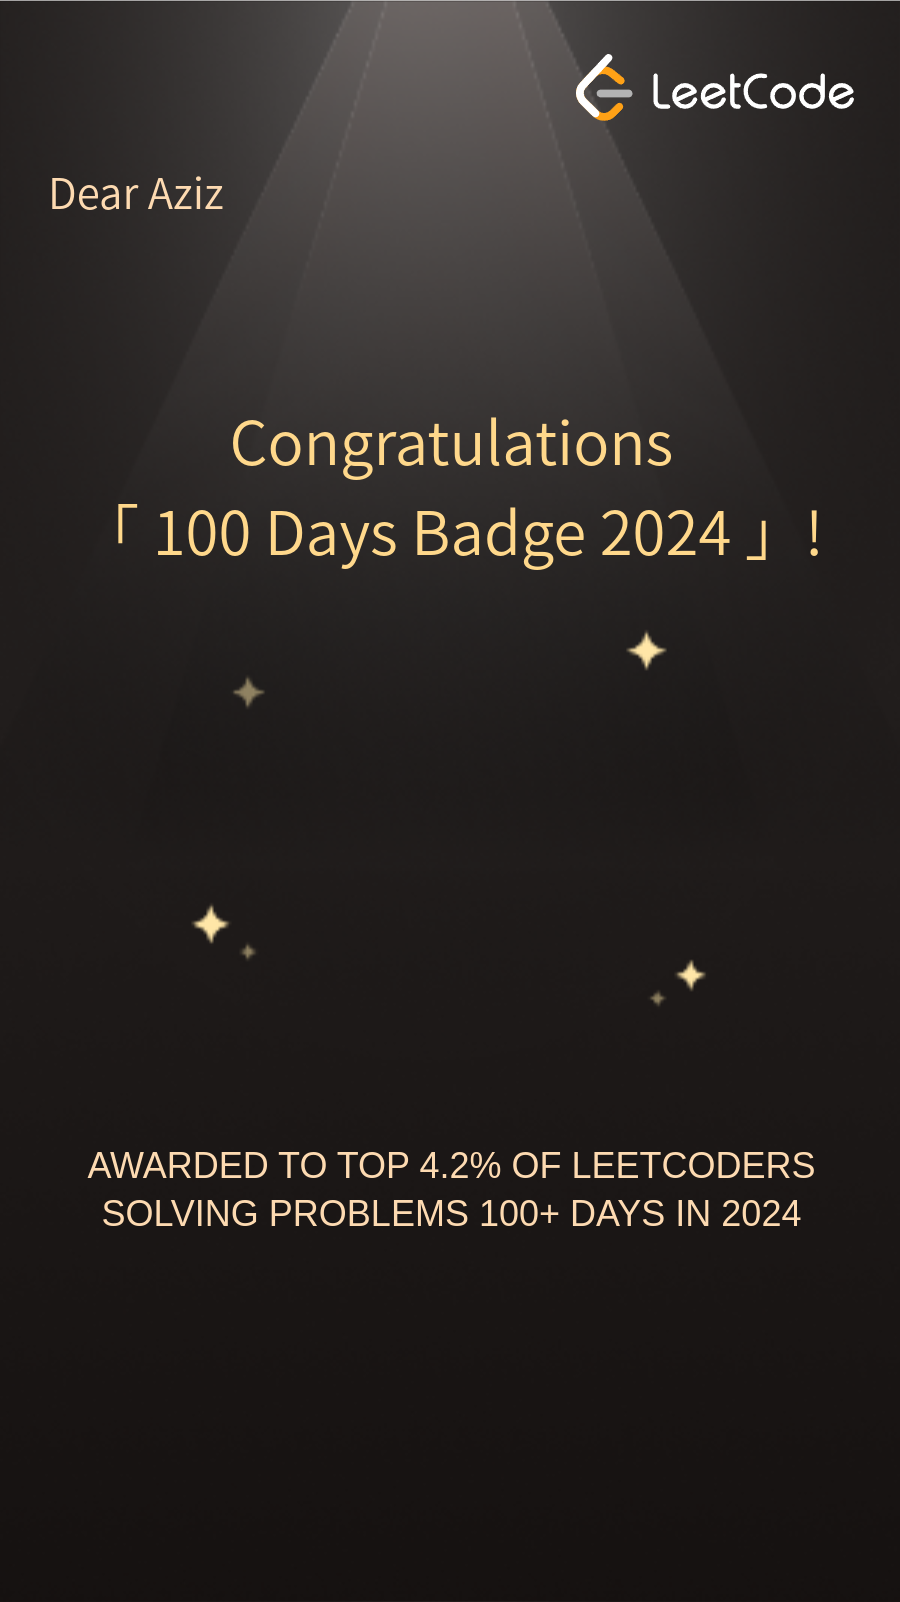 LeetCode
Dear Aziz
Congratulations
「 100 Days Badge 2024 」!
AWARDED TO TOP 4.2% OF LEETCODERS
SOLVING PROBLEMS 100+ DAYS IN 2024